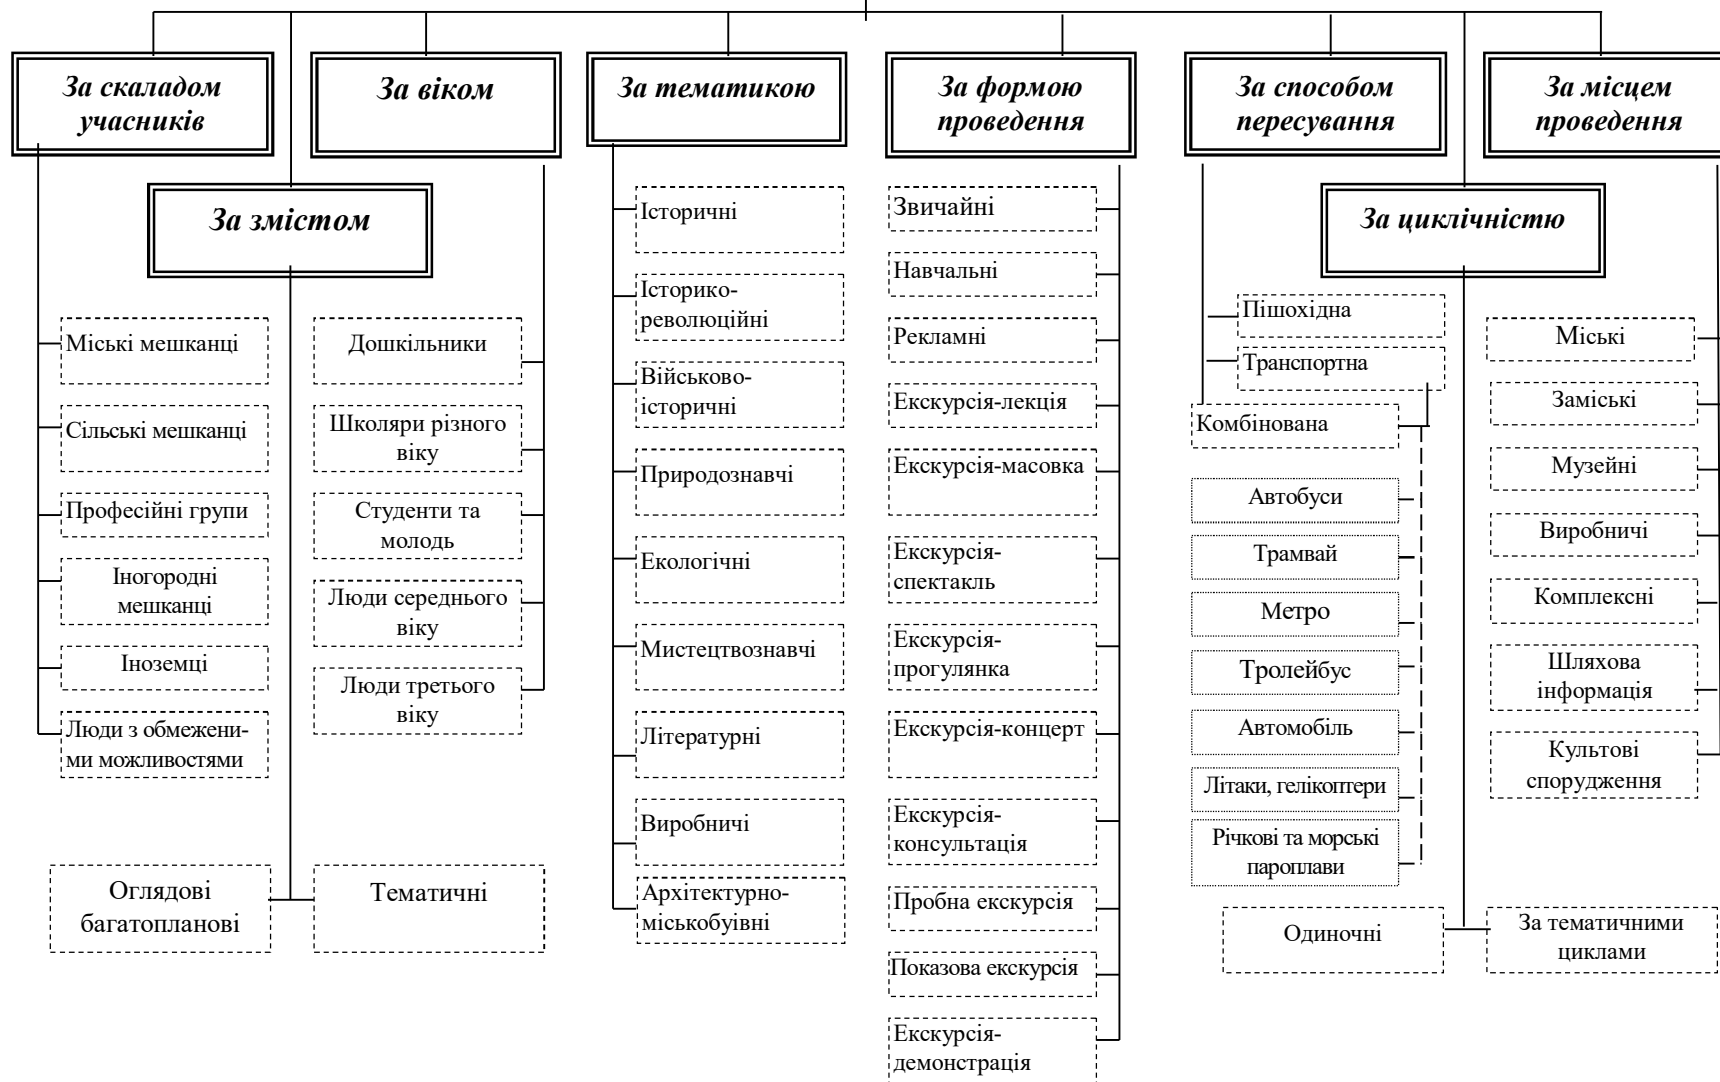 За скаладом
учасників
За віком
За тематикою
За формою
проведення
За способом
пересування
За місцем
проведення
За змістом
За циклічністю
Міські мешканці
Сільські мешканці
Професійні групи
Іногородні
мешканці
Іноземці
Люди з обмежени-
ми можливостями
Дошкільники
Школяри різного
віку
Студенти та
молодь
Люди середнього
віку
Люди третього
віку
Оглядові
багатопланові
Тематичні
Історичні
Історико-
революційні
Військово-
історичні
Природознавчі
Екологічні
Мистецтвознавчі
Літературні
Виробничі
Архітектурно-
міськобуівні
Звичайні
Навчальні
Рекламні
Екскурсія-лекція
Екскурсія-масовка
Екскурсія-
спектакль
Екскурсія-
прогулянка
Екскурсія-концерт
Екскурсія-
консультація
Пробна екскурсія
Показова екскурсія
Екскурсія-
демонстрація
Пішохідна
Транспортна
Комбінована
Автобуси
Трамвай
Метро
Тролейбус
Автомобіль
Літаки, гелікоптери
Річкові та морські
пароплави
Одиночні
За тематичними
циклами
Міські
Заміські
Музейні
Виробничі
Комплексні
Шляхова
інформація
Культові
спорудження